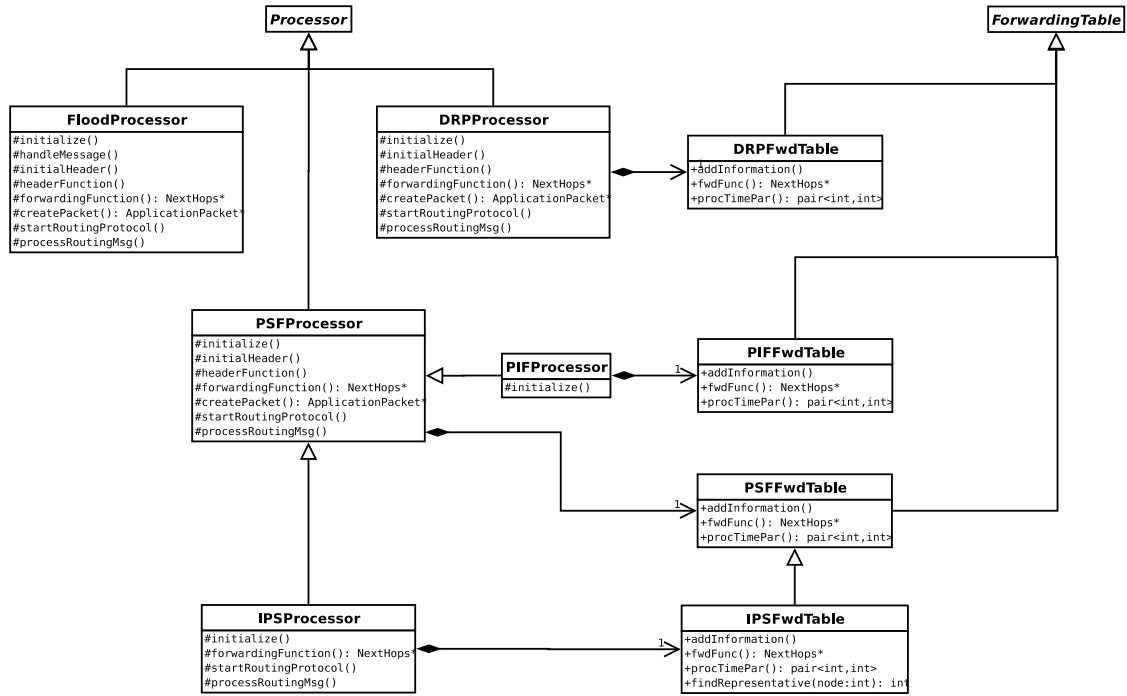 Processor
ForwardingTable
FloodProcessor
#initialize()
#handleMessage()
#initialHeader()
#headerFunction()
#forwardingFunction(): NextHops*
#createPacket(): ApplicationPacket*
#startRoutingProtocol()
#processRoutingMsg()
DRPProcessor
#initialize()
#initialHeader()
#headerFunction()
#forwardingFunction(): NextHops*
#createPacket(): ApplicationPacket*
#startRoutingProtocol()
#processRoutingMsg()
1
DRPFwdTable
+addInformation()
+fwdFunc(): NextHops*
+procTimePar(): pair<int,int>
PSFProcessor
#initialize()
#initialHeader()
#headerFunction()
#forwardingFunction(): NextHops*
#createPacket(): ApplicationPacket*
#startRoutingProtocol()
#processRoutingMsg()
PIFProcessor
#initialize()
1
PIFFwdTable
+addInformation()
+fwdFunc(): NextHops*
+procTimePar(): pair<int,int>
1
PSFFwdTable
+addInformation()
+fwdFunc(): NextHops*
+procTimePar(): pair<int,int>
IPSProcessor
#initialize()
#forwardingFunction(): NextHops*
#startRoutingProtocol()
#processRoutingMsg()
1
IPSFwdTable
+addInformation()
+fwdFunc(): NextHops*
+procTimePar(): pair<int,int>
+findRepresentative(node:int): int